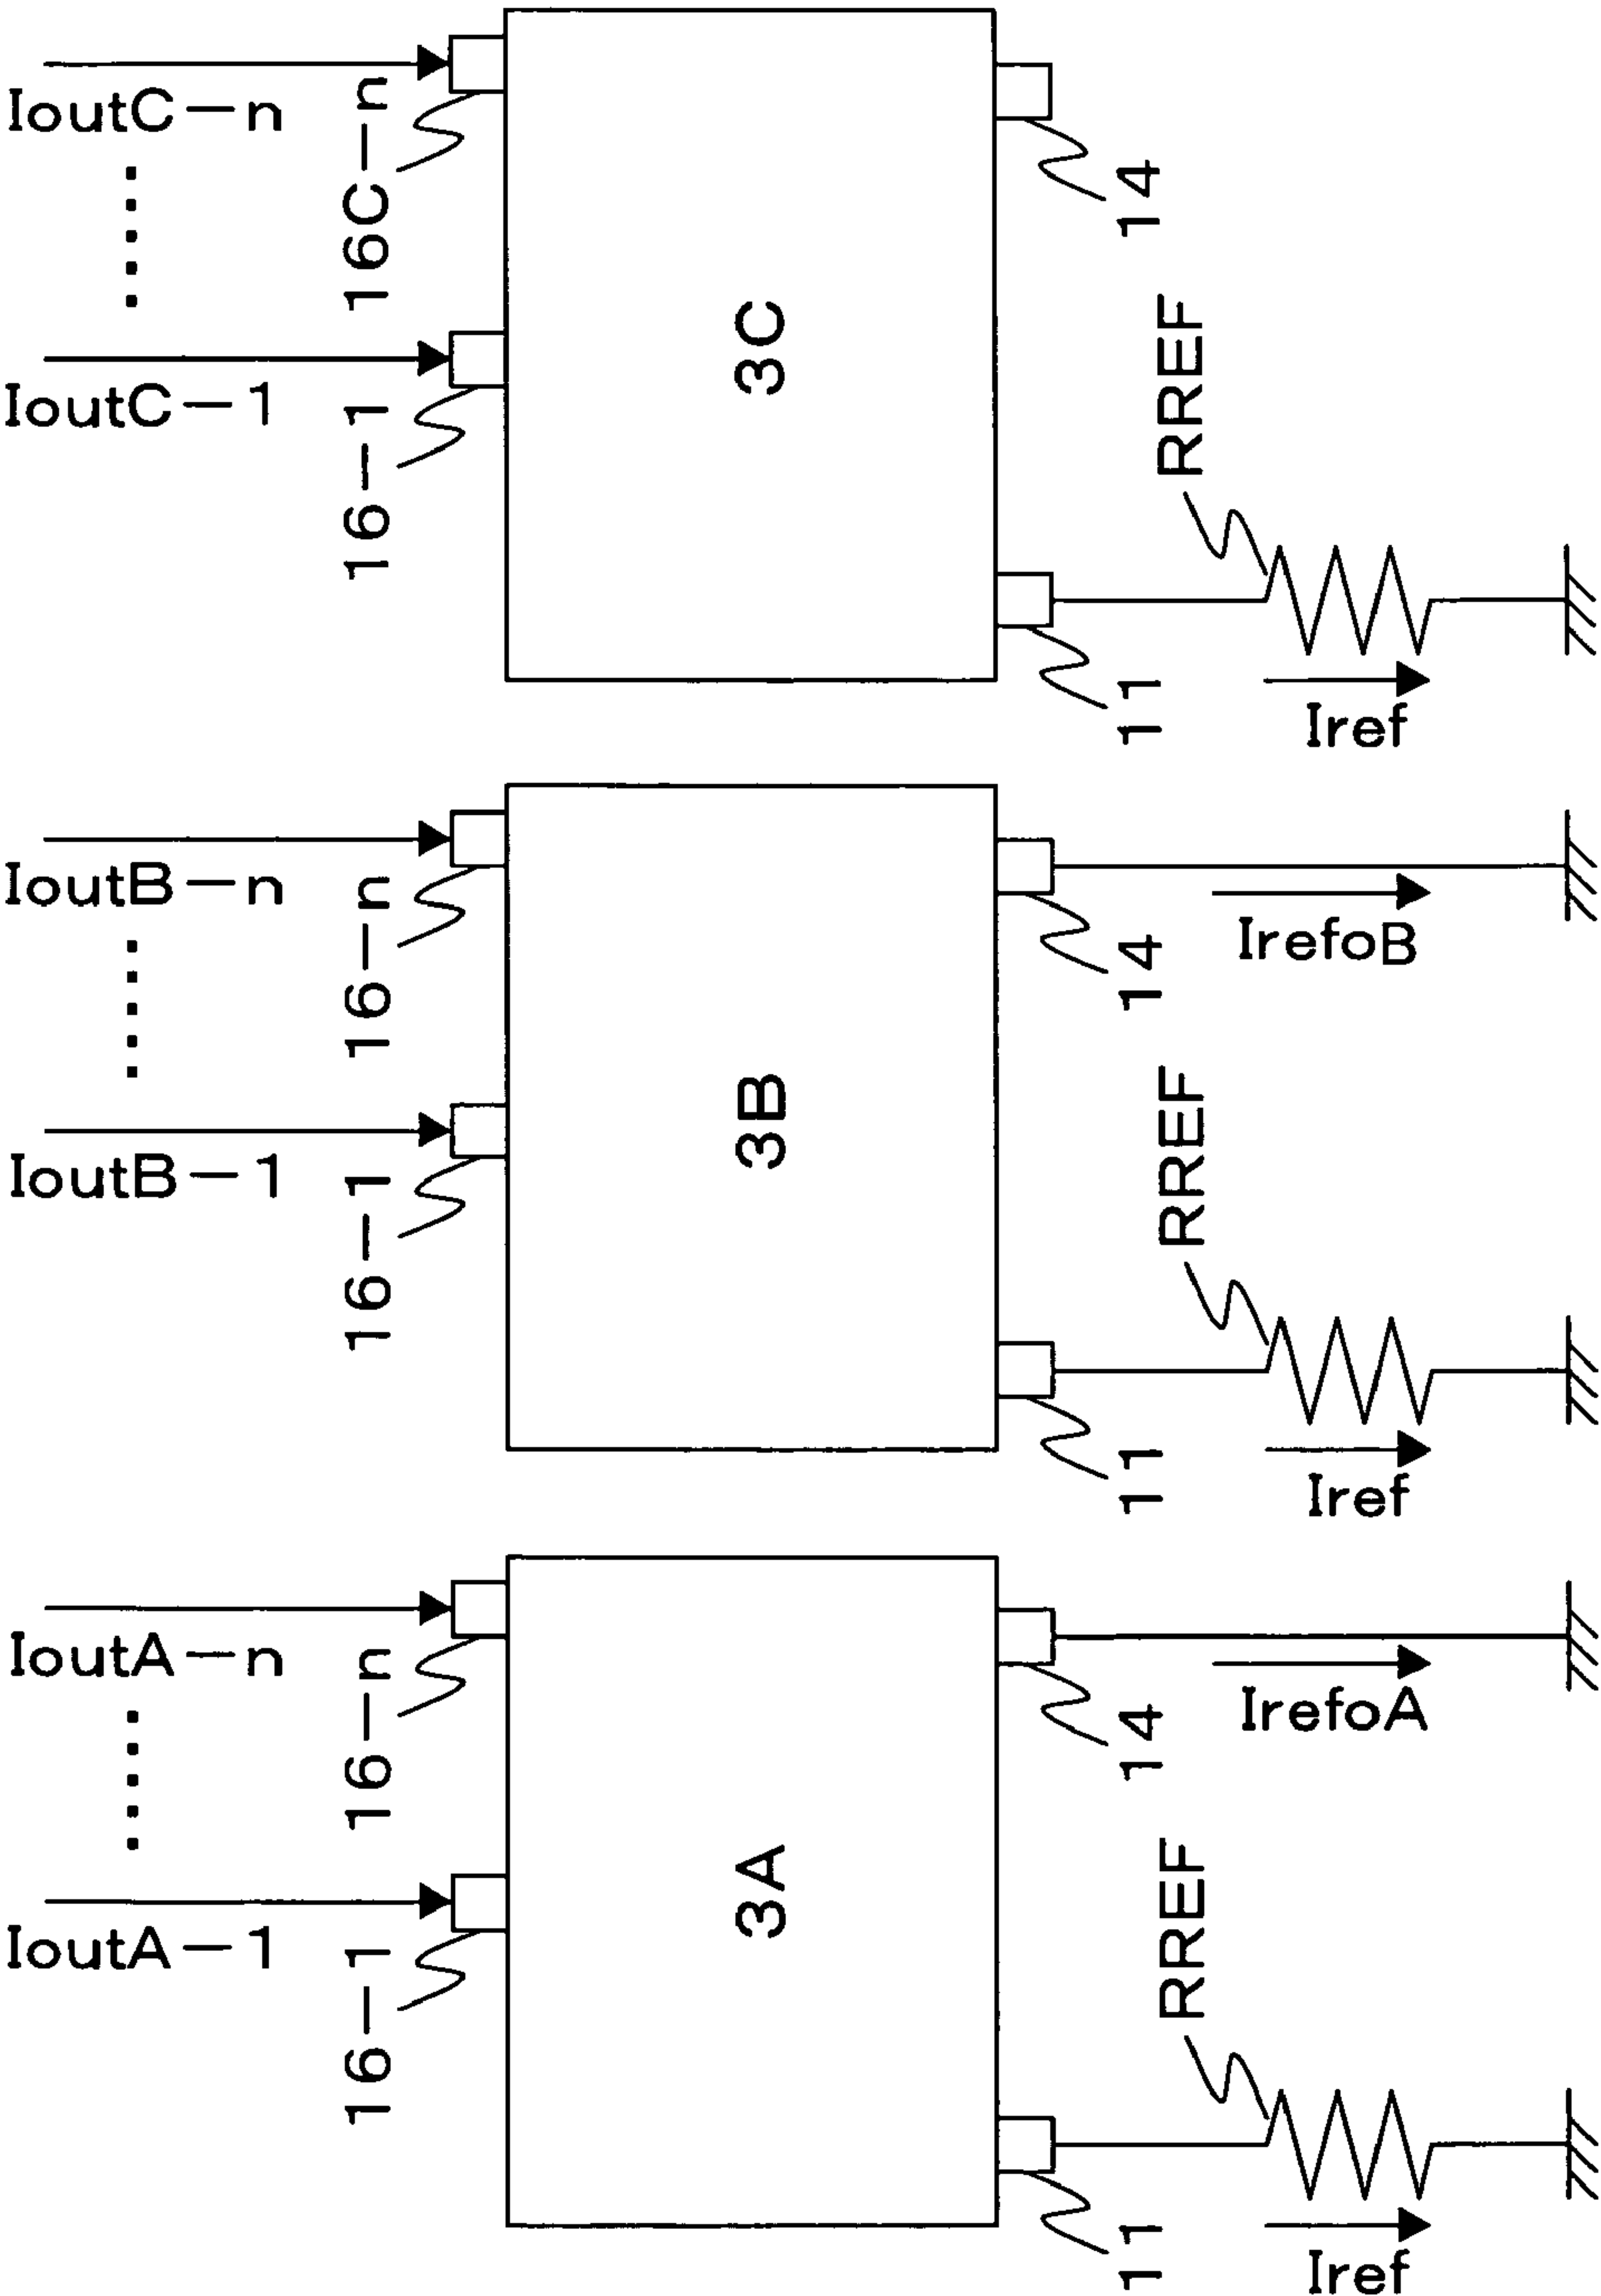 IoutC-n
16C-n
IoutC-1
16-1
3C
14
RREF
11
Iref
IoutB-n
16-n
IoutB-1
16-1
3B
14
IrefoB
RREF
11
Iref
IoutA-n
16-n
IoutA-1
16-1
3A
14
IrefoA
RREF
11
Iref